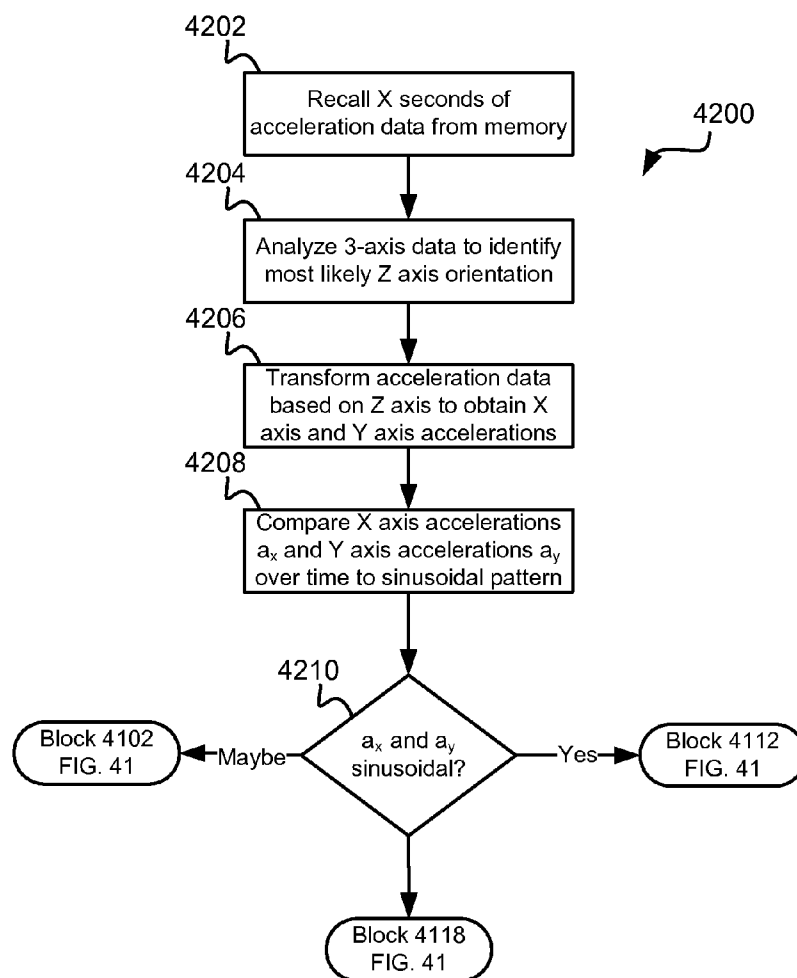 4202
Recall X seconds of
acceleration data from memory
4200
4204
Analyze 3-axis data to identify
most likely Z axis orientation
4206
Transform acceleration data
based on Z axis to obtain X
axis and Y axis accelerations
4208
Compare X axis accelerations
aₓ and Y axis accelerations aᵧ
over time to sinusoidal pattern
4210
aₓ and aᵧ
sinusoidal?
Maybe
Yes
Block 4102
FIG. 41
Block 4112
FIG. 41
Block 4118
FIG. 41